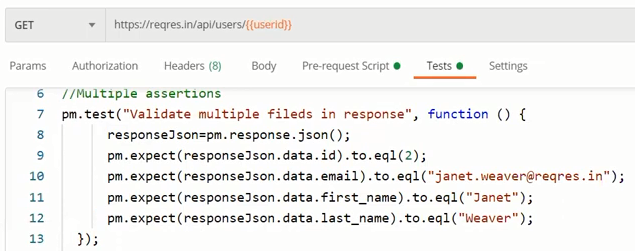 GET https://reqres.in/api/users/{{userid}}
Params Authorization Headers (8) Body Pre-request Script Tests Settings
6 //Multiple assertions
7 pm.test("Validate multiple fileds in response", function () {
8 responseJson=pm.response.json();
9 pm.expect(responseJson.data.id).to.eql(2);
10 pm.expect(responseJson.data.email).to.eql("janet.weaver@reqres.in");
11 pm.expect(responseJson.data.first_name).to.eql("Janet");
12 pm.expect(responseJson.data.last_name).to.eql("Weaver");
13 });